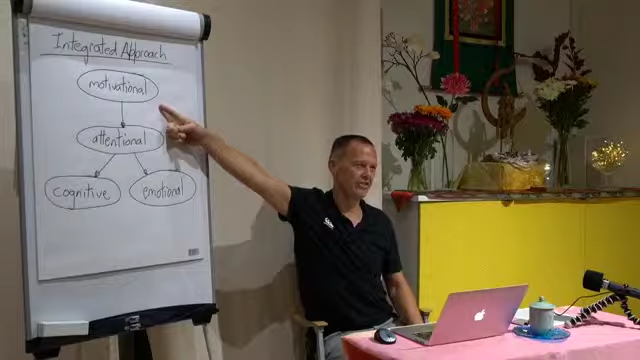 Integrated Approach
motivational
attentional
cognitive
emotional